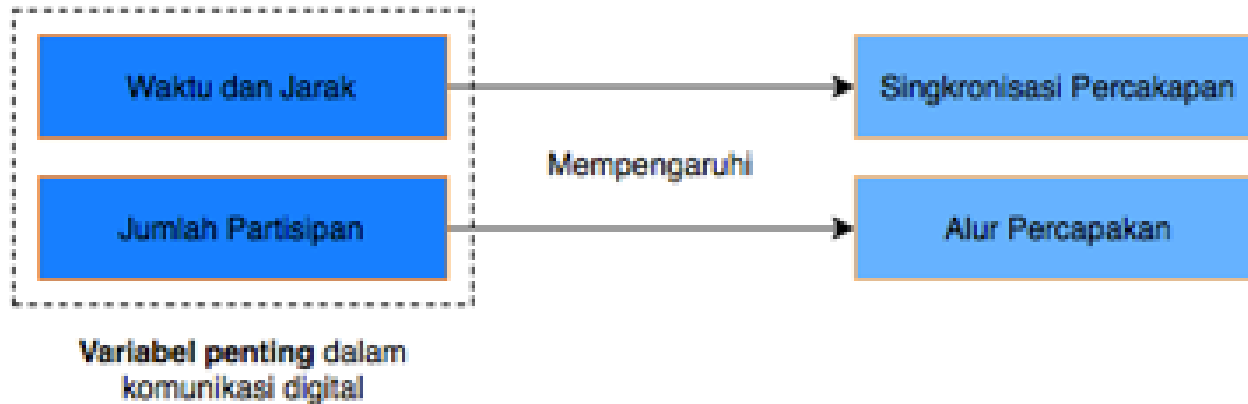 Waktu dan Jarak
Singkronisasi Percakapan
Mempengaruhi
Jumlah Partisipan
Alur Percapakan
Variabel penting dalam
komunikasi digital